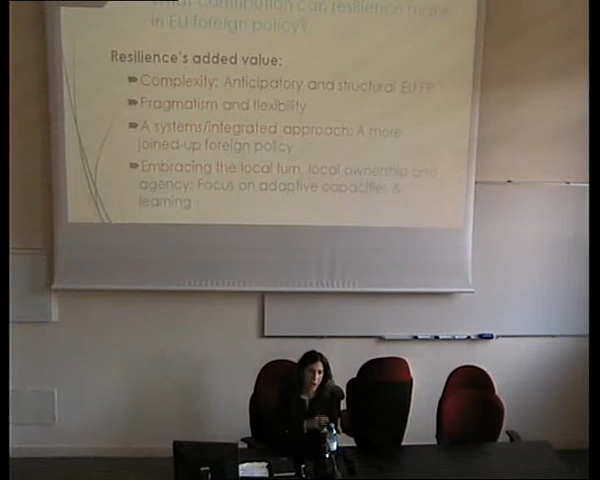 What contribution can resilience make
in EU foreign policy?
Resilience's added value:
Complexity: Anticipatory and structural EU FP
Pragmatism and flexibility
A systems/integrated approach: A more
joined-up foreign policy
Embracing the local turn, local ownership and
agency: Focus on adaptive capacities &
learning